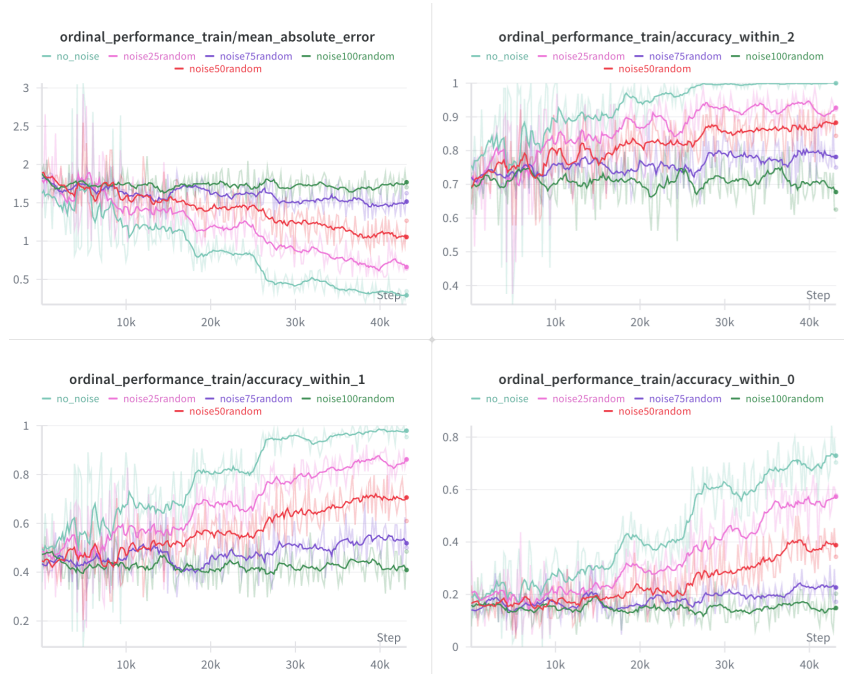 ordinal_performance_train/mean_absolute_error
no_noise noise25random noise75random noise100random
noise50random
3
2.5
2
1.5
1
0.5
Step
10k 20k 30k 40k
ordinal_performance_train/accuracy_within_2
no_noise noise25random noise75random noise100random
noise50random
1
0.9
0.8
0.7
0.6
0.5
0.4
Step
10k 20k 30k 40k
ordinal_performance_train/accuracy_within_1
no_noise noise25random noise75random noise100random
noise50random
1
0.8
0.6
0.4
0.2
Step
10k 20k 30k 40k
ordinal_performance_train/accuracy_within_0
no_noise noise25random noise75random noise100random
noise50random
0.8
0.6
0.4
0.2
0
Step
10k 20k 30k 40k